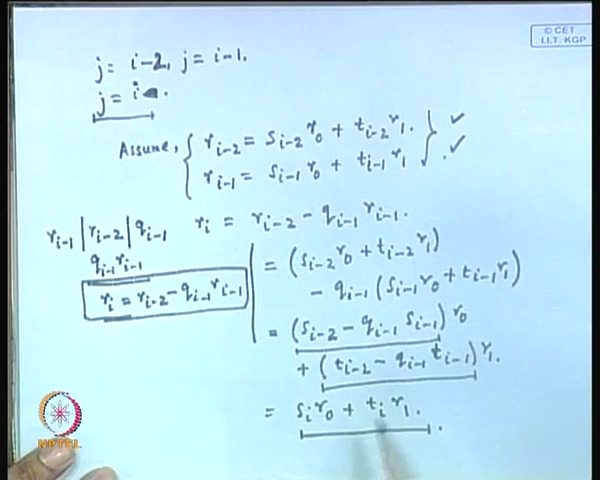 © CET
I.I.T. KGP
j = i-2, j = i-1.
j = i.
Assume, { r_{i-2} = s_{i-2} r_0 + t_{i-2} r_1. } ✓
r_{i-1} = s_{i-1} r_0 + t_{i-1} r_1 . ✓
r_{i-1} | r_{i-2} | q_{i-1} r_i = r_{i-2} - q_{i-1} r_{i-1}.
q_{i-1} r_{i-1}
r_i = r_{i-2} - q_{i-1} r_{i-1}
= (s_{i-2} r_0 + t_{i-2} r_1)
- q_{i-1} (s_{i-1} r_0 + t_{i-1} r_1)
= (s_{i-2} - q_{i-1} s_{i-1}) r_0
+ (t_{i-2} - q_{i-1} t_{i-1}) r_1.
= s_i r_0 + t_i r_1.
NPTEL